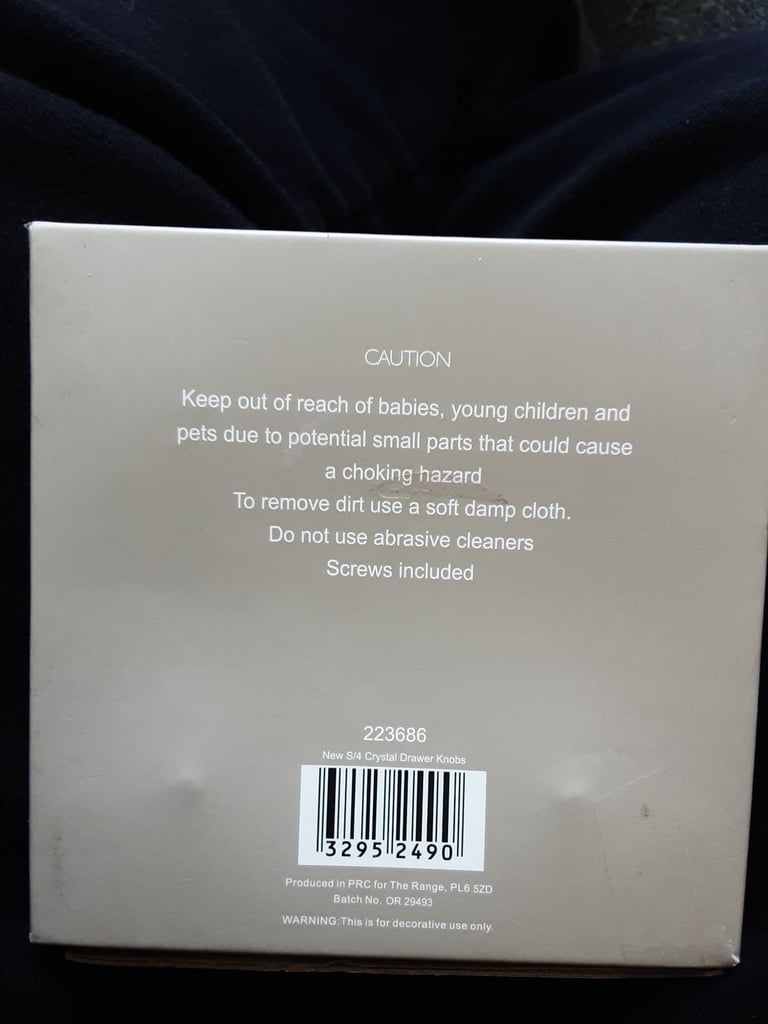 CAUTION
Keep out of reach of babies, young children and
pets due to potential small parts that could cause
a choking hazard
To remove dirt use a soft damp cloth.
Do not use abrasive cleaners
Screws included
223686
New S/4 Crystal Drawer Knobs
3295 2490
Produced in PRC for The Range, PL6 5ZD
Batch No. OR 29493
WARNING:This is for decorative use only.